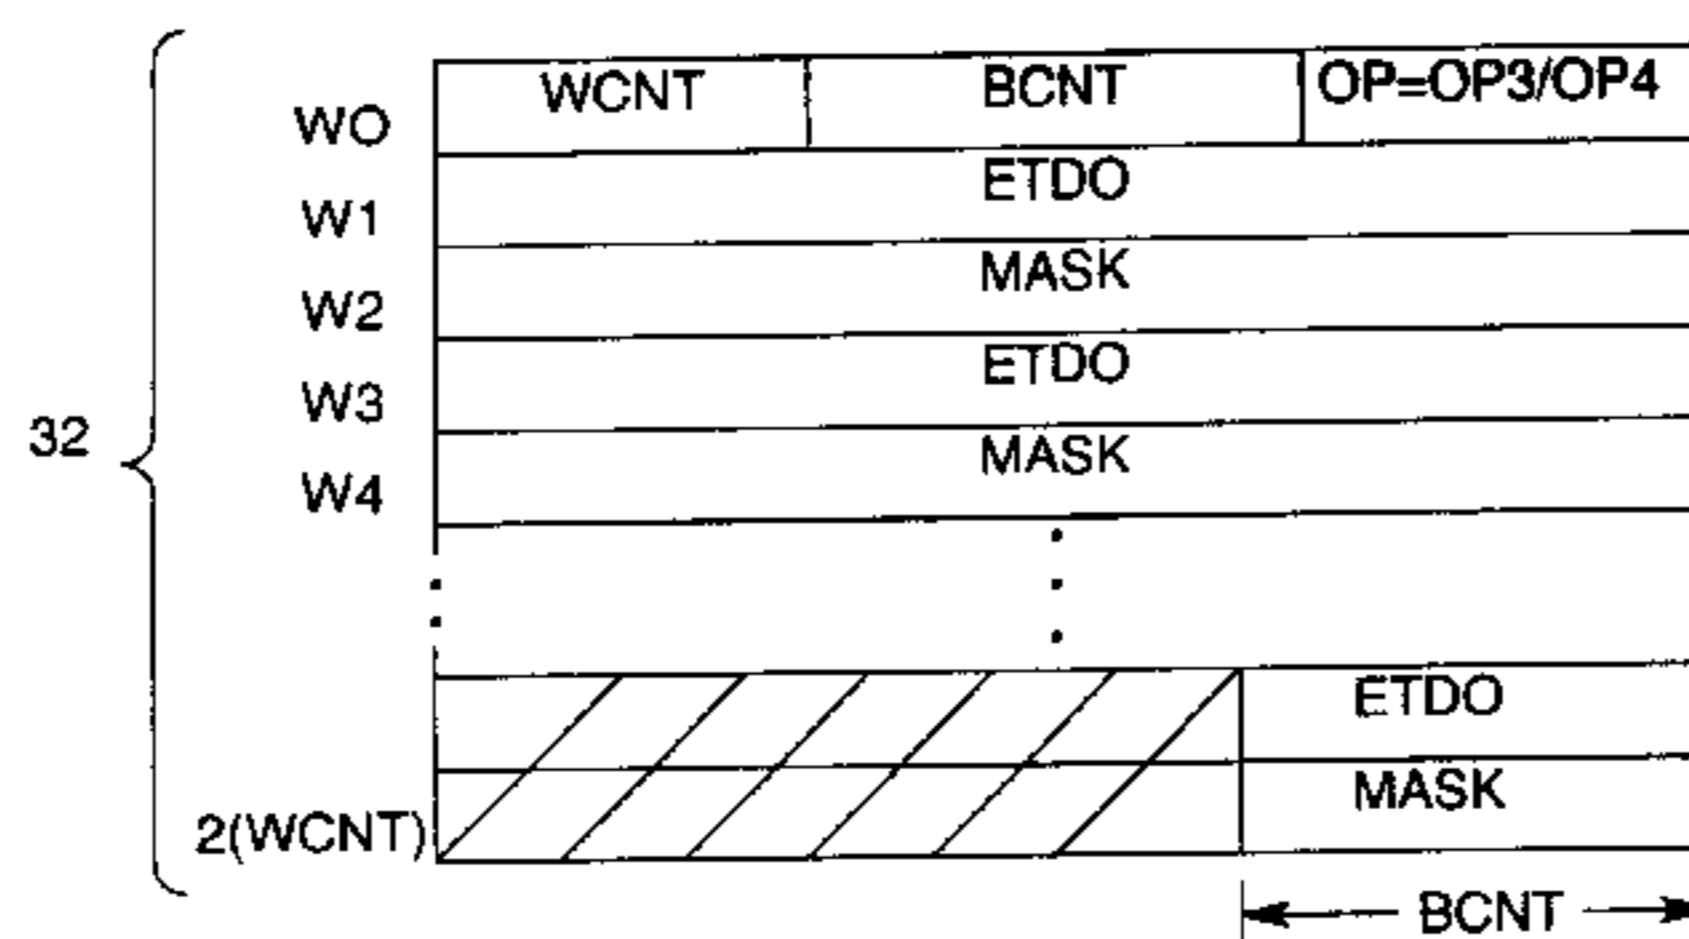 WO WCNT BCNT OP=OP3/OP4
W1 ETDO
W2 MASK
W3 ETDO
W4 MASK
32
ETDO
2(WCNT) MASK
BCNT